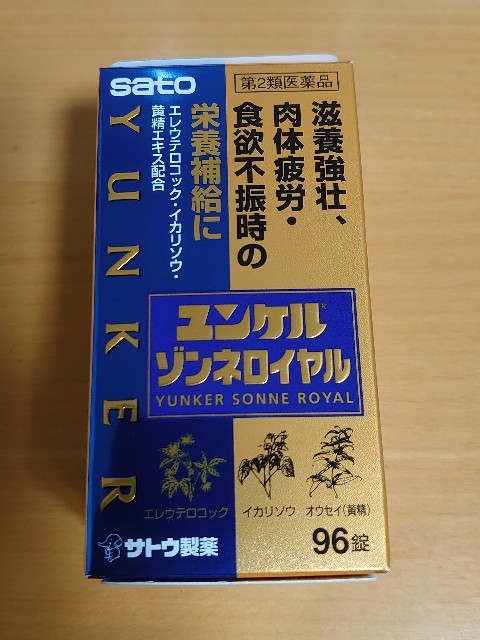 sato
第2類医薬品
滋養強壮、
肉体疲労・
食欲不振時の
栄養補給に
エレウテロコック・イカリソウ・
黄精エキス配合
YUNKER
ユンケル
ゾンネロイヤル
YUNKER SONNE ROYAL
エレウテロコック
イカリソウ
オウセイ(黄精)
サトウ製薬
96錠